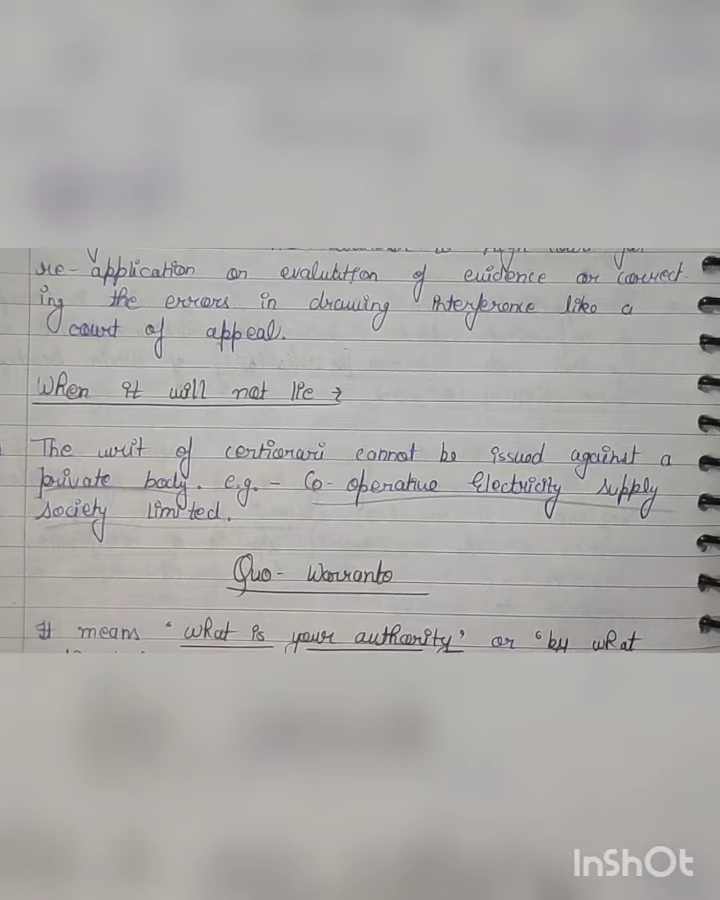 re-application or evalutation of evidence or correct-
ing the errors in drawing interference like a
court of appeal.
When it will not lie :
The writ of certiorari cannot be issued against a
private body. e.g. - Co-operative Electricity supply
society limited.
Quo- Warranto
It means "what is your authority" or "by what
InShOt